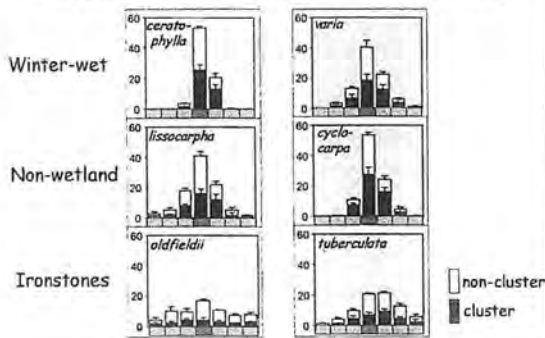 60
40
20
0
cerato-
phylla
60
40
20
0
varia
Winter-wet
60
40
20
0
lissocarpha
60
40
20
0
cyclo-
carpa
Non-wetland
60
40
20
0
oldfieldii
60
40
20
0
tuberculata
Ironstones
non-cluster
cluster